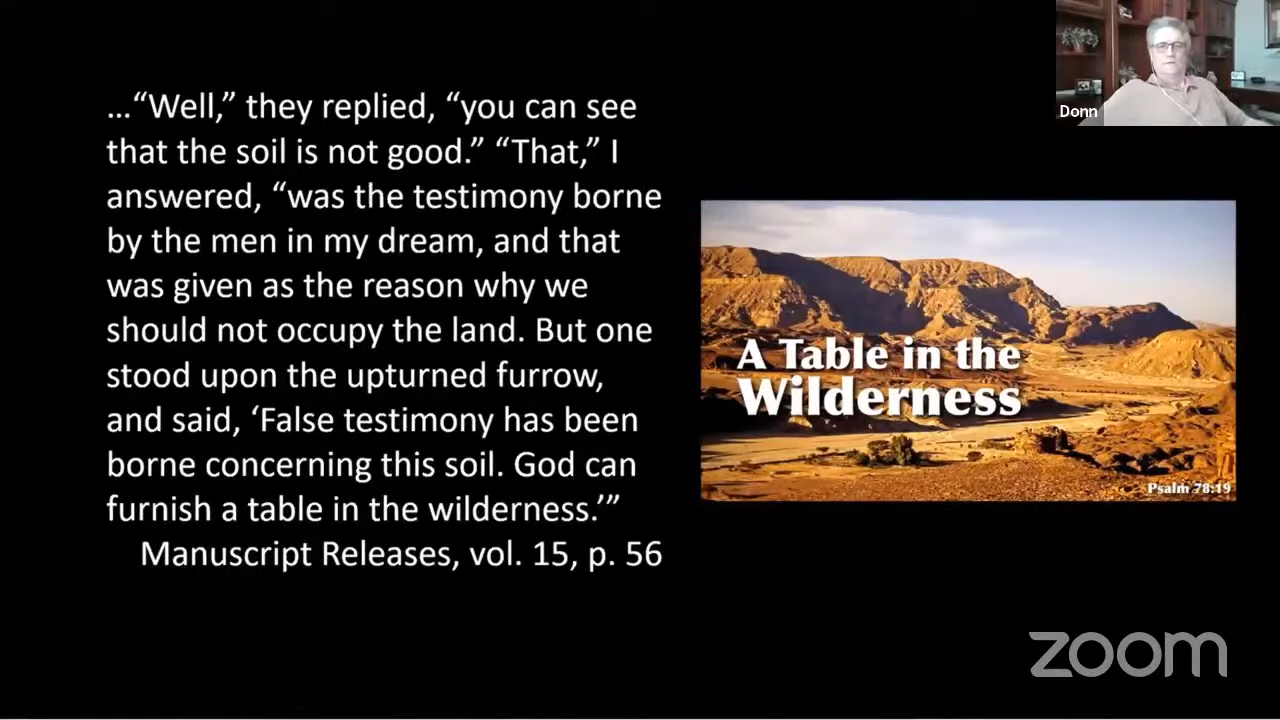 …“Well,” they replied, “you can see
that the soil is not good.” “That,” I
answered, “was the testimony borne
by the men in my dream, and that
was given as the reason why we
should not occupy the land. But one
stood upon the upturned furrow,
and said, ‘False testimony has been
borne concerning this soil. God can
furnish a table in the wilderness.’”
Manuscript Releases, vol. 15, p. 56
Donn
A Table in the
Wilderness
Psalm 78:19
zoom